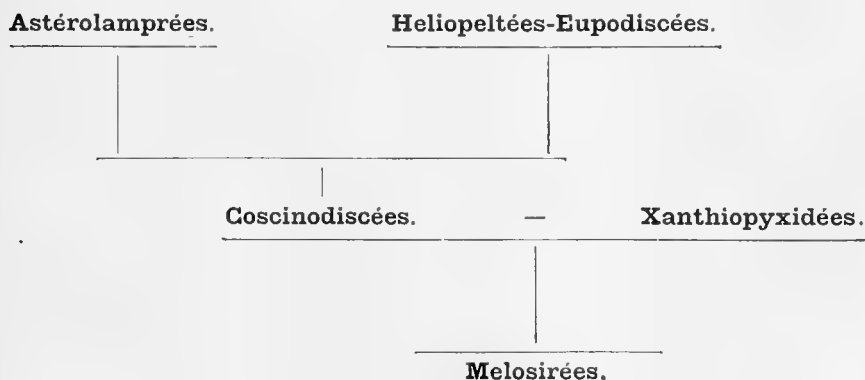 Astérolamprées. Heliopeltées-Eupodiscées.
Coscinodiscées. — Xanthiopyxidées.
Melosirées.